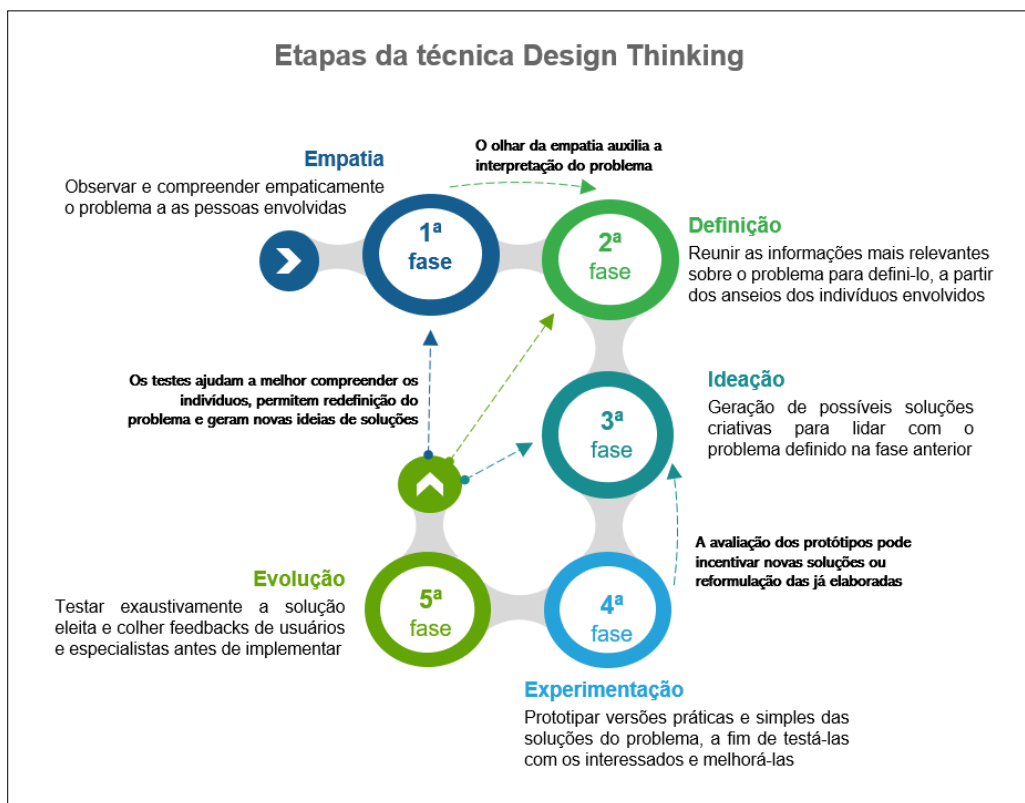 Etapas da técnica Design Thinking
Empatia
Observar e compreender empaticamente
o problema a as pessoas envolvidas
O olhar da empatia auxilia a
interpretação do problema
1ª
fase
2ª
fase
Definição
Reunir as informações mais relevantes
sobre o problema para defini-lo, a partir
dos anseios dos indivíduos envolvidos
Os testes ajudam a melhor compreender os
indivíduos, permitem redefinição do
problema e geram novas ideias de soluções
3ª
fase
Ideação
Geração de possíveis soluções
criativas para lidar com o
problema definido na fase anterior
A avaliação dos protótipos pode
incentivar novas soluções ou
reformulação das já elaboradas
Evolução
Testar exaustivamente a solução
eleita e colher feedbacks de usuários
e especialistas antes de implementar
5ª
fase
4ª
fase
Experimentação
Prototipar versões práticas e simples das
soluções do problema, a fim de testá-las
com os interessados e melhorá-las